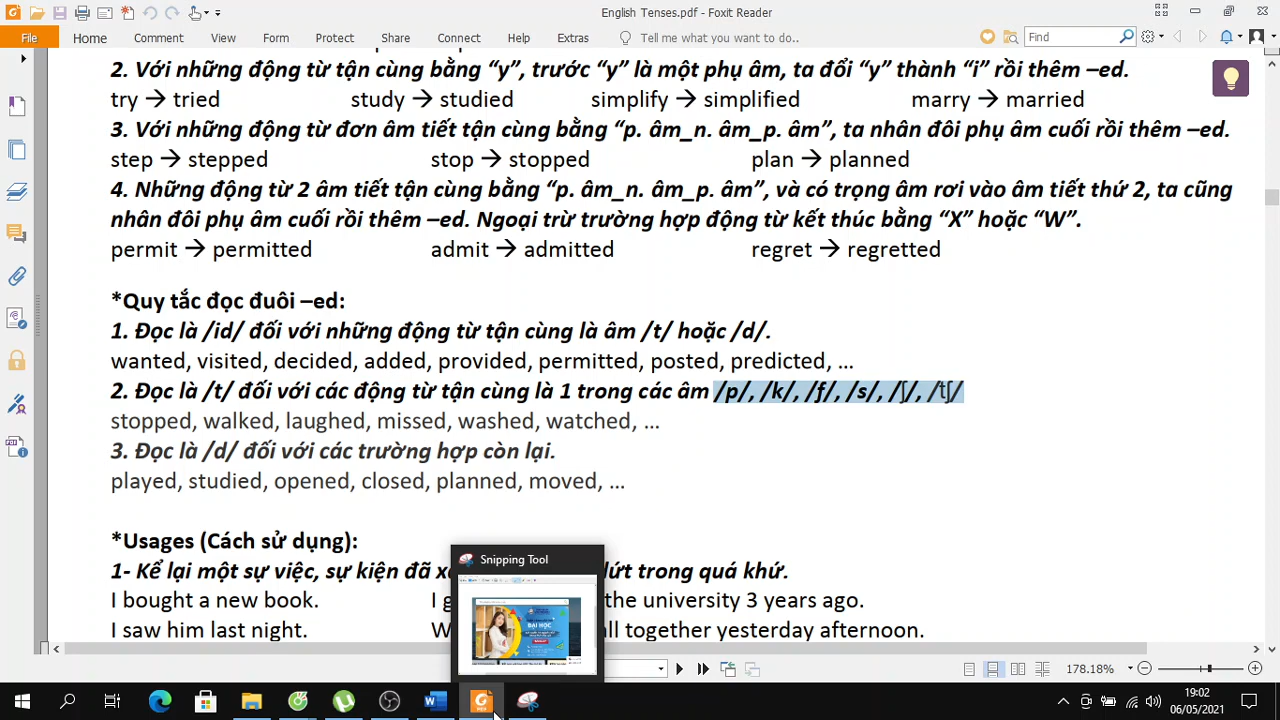 English Tenses.pdf - Foxit Reader
File Home Comment View Form Protect Share Connect Help Extras Tell me what you want to do.. Find
2. Với những động từ tận cùng bằng “y”, trước “y” là một phụ âm, ta đổi “y” thành “i” rồi thêm –ed.
try → tried study → studied simplify → simplified marry → married
3. Với những động từ đơn âm tiết tận cùng bằng “p. âm_n. âm_p. âm”, ta nhân đôi phụ âm cuối rồi thêm –ed.
step → stepped stop → stopped plan → planned
4. Những động từ 2 âm tiết tận cùng bằng “p. âm_n. âm_p. âm”, và có trọng âm rơi vào âm tiết thứ 2, ta cũng
nhân đôi phụ âm cuối rồi thêm –ed. Ngoại trừ trường hợp động từ kết thúc bằng “X” hoặc “W”.
permit → permitted admit → admitted regret → regretted
*Quy tắc đọc đuôi –ed:
1. Đọc là /id/ đối với những động từ tận cùng là âm /t/ hoặc /d/.
wanted, visited, decided, added, provided, permitted, posted, predicted, …
2. Đọc là /t/ đối với các động từ tận cùng là 1 trong các âm /p/, /k/, /f/, /s/, /ʃ/, /tʃ/
stopped, walked, laughed, missed, washed, watched, …
3. Đọc là /d/ đối với các trường hợp còn lại.
played, studied, opened, closed, planned, moved, …
*Usages (Cách sử dụng):
Snipping Tool
1- Kể lại một sự việc, sự kiện đã dứt trong quá khứ.
I bought a new book. I the university 3 years ago.
I saw him last night. all together yesterday afternoon.
ĐẠI HỌC
178.18%
19:02
06/05/2021